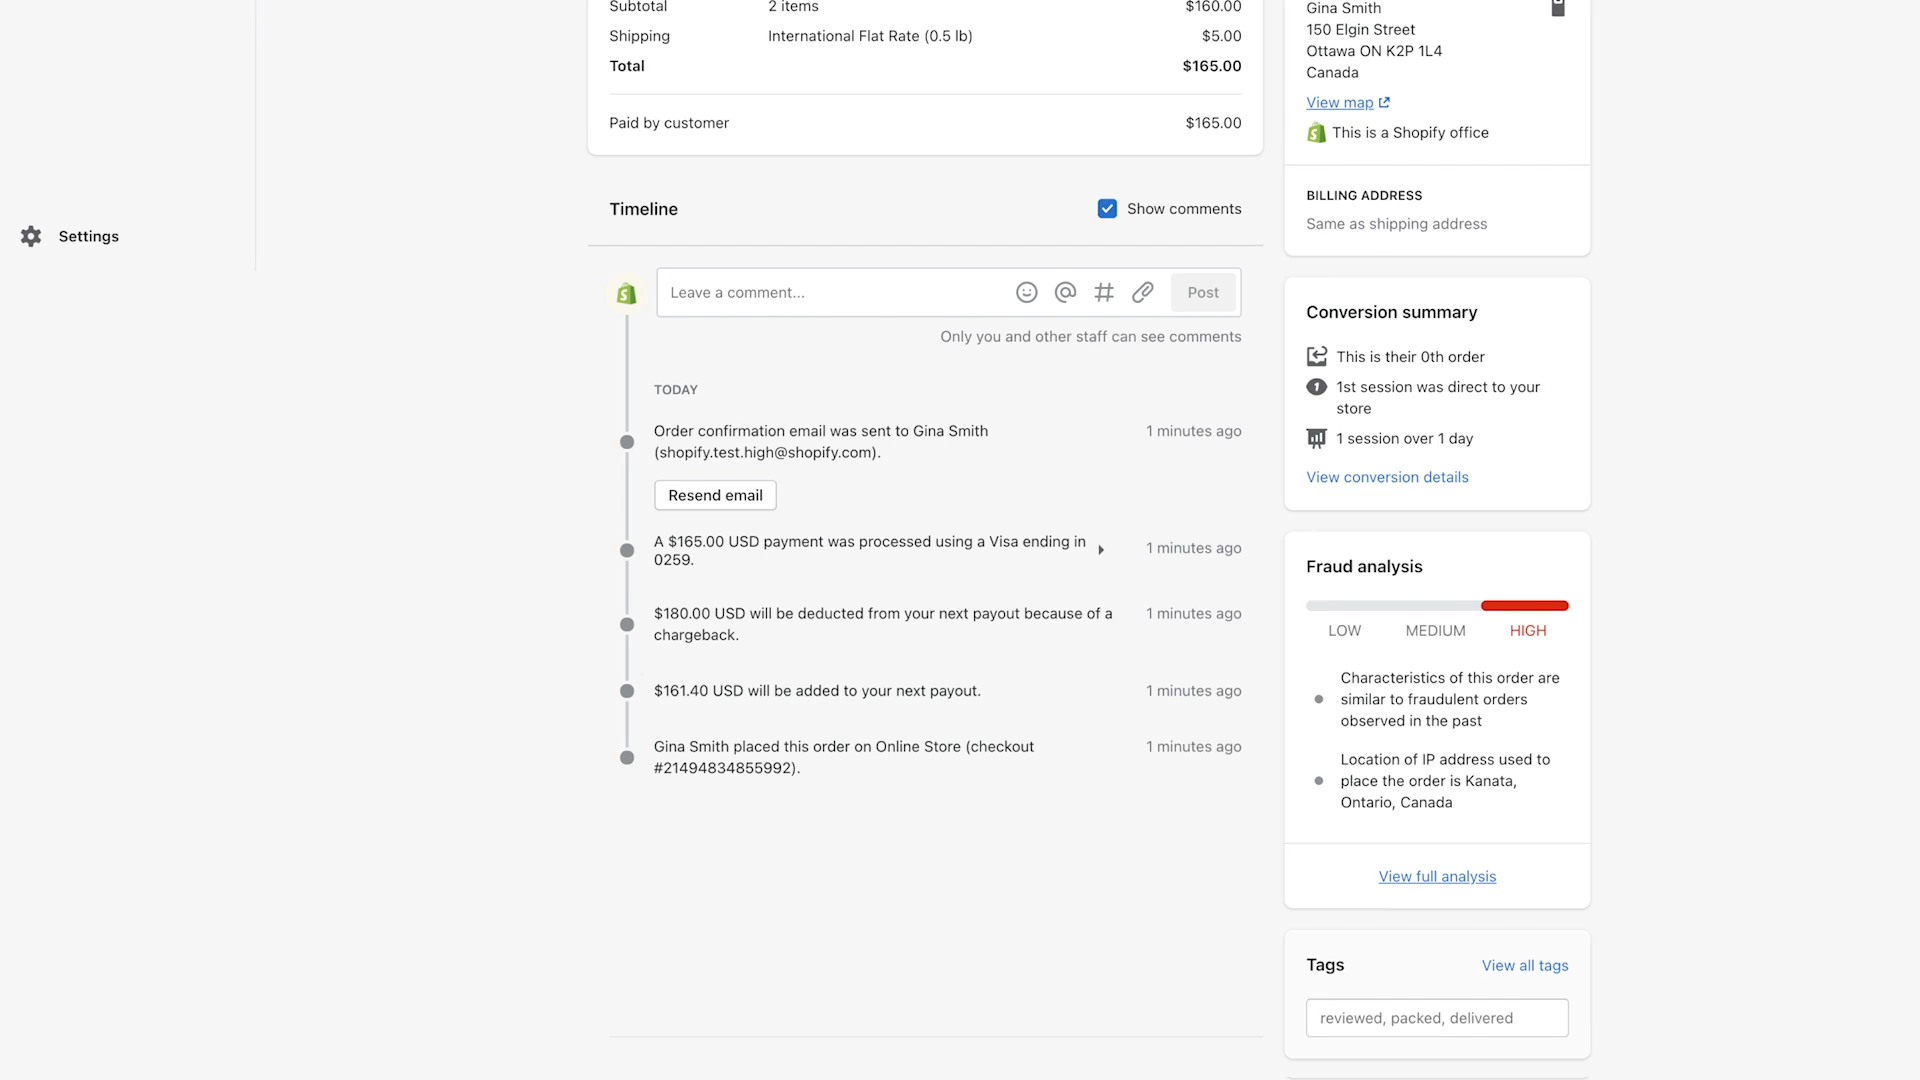 Subtotal 2 items $160.00
Shipping International Flat Rate (0.5 lb) $5.00
Total $165.00
Paid by customer $165.00
Settings
Timeline
Show comments
Leave a comment...
Post
Only you and other staff can see comments
TODAY
Order confirmation email was sent to Gina Smith 1 minutes ago
(shopify.test.high@shopify.com).
Resend email
A $165.00 USD payment was processed using a Visa ending in
0259.
1 minutes ago
$180.00 USD will be deducted from your next payout because of a 1 minutes ago
chargeback.
$161.40 USD will be added to your next payout. 1 minutes ago
Gina Smith placed this order on Online Store (checkout 1 minutes ago
#21494834855992).
Gina Smith
150 Elgin Street
Ottawa ON K2P 1L4
Canada
View map
This is a Shopify office
BILLING ADDRESS
Same as shipping address
Conversion summary
This is their 0th order
1st session was direct to your
store
1 session over 1 day
View conversion details
Fraud analysis
LOW MEDIUM HIGH
Characteristics of this order are
similar to fraudulent orders
observed in the past
Location of IP address used to
place the order is Kanata,
Ontario, Canada
View full analysis
Tags View all tags
reviewed, packed, delivered